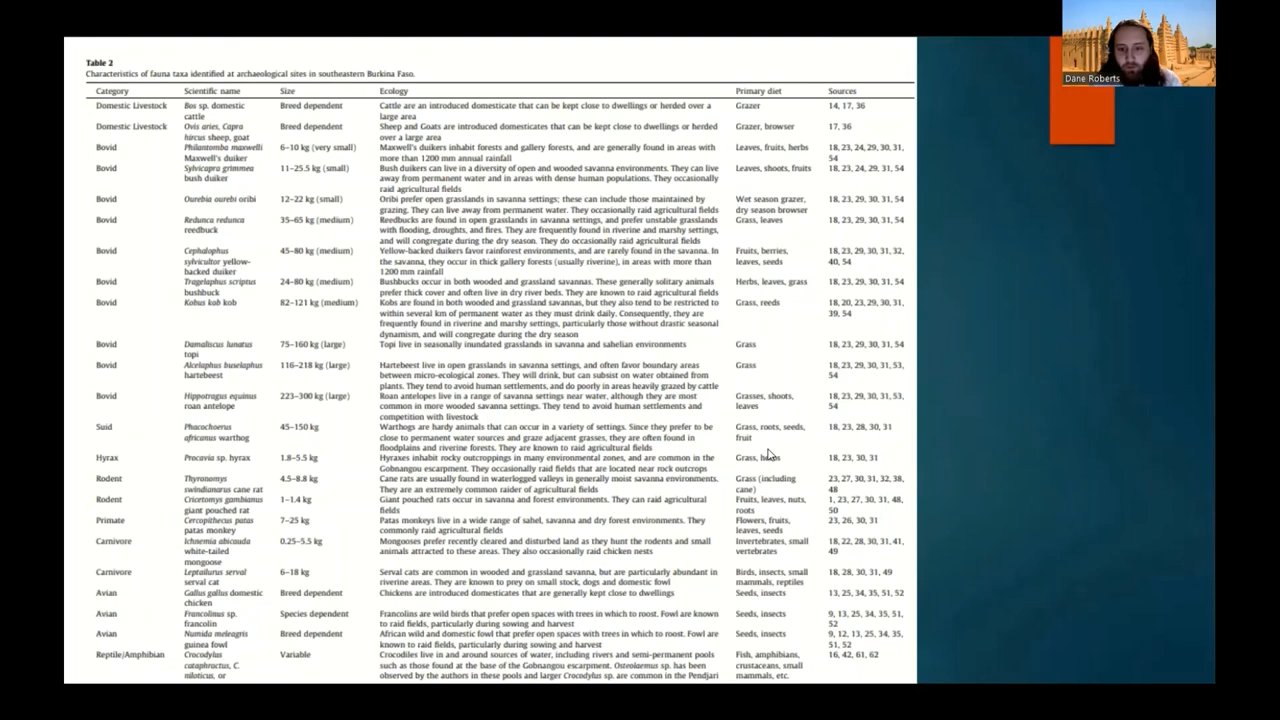 Dane Roberts
Table 2
Characteristics of fauna taxa identified at archaeological sites in southeastern Burkina Faso.
Category Scientific name Size Ecology Primary diet Sources
Domestic Livestock Bos sp. domestic Breed dependent Cattle are an introduced domesticate that can be kept close to dwellings or herded over a Grazer 14, 17, 36
cattle large area
Domestic Livestock Ovis aries, Capra Breed dependent Sheep and Goats are introduced domesticates that can be kept close to dwellings or herded Grazer, browser 17, 36
hircus sheep, goat over a large area
Bovid Philantomba maxwelli 6–10 kg (very small) Maxwell's duikers inhabit forests and gallery forests, and are generally found in areas with Leaves, fruits, herbs 18, 23, 24, 29, 30, 31,
Maxwell's duiker more than 1200 mm annual rainfall 54
Bovid Sylvicapra grimmea 11–25.5 kg (small) Bush duikers can live in a diversity of open and wooded savanna environments. They can live Leaves, shoots, fruits 18, 23, 24, 29, 31, 54
bush duiker away from permanent water and in areas with dense human populations. They occasionally
raid agricultural fields
Bovid Ourebia ourebi oribi 12–22 kg (small) Oribi prefer open grasslands in savanna settings; these can include those maintained by Wet season grazer, 18, 23, 29, 30, 31, 54
grazing. They can live away from permanent water. They occasionally raid agricultural fields dry season browser
Bovid Redunca redunca 35–65 kg (medium) Reedbucks are found in open grasslands in savanna settings, and prefer unstable grasslands Grass, leaves 18, 23, 29, 31, 54
reedbuck with flooding, droughts, and fires. They are frequently found in riverine and marshy settings,
and will congregate during the dry season. They do occasionally raid agricultural fields
Bovid Cephalophus 45–80 kg (medium) Yellow-backed duikers favor rainforest environments, and are rarely found in the savanna. In Fruits, berries, 18, 23, 29, 30, 31, 32,
sylvicultor yellow- the savanna, they occur in thick gallery forests (usually riverine), in areas with more than leaves, seeds 40, 54
backed duiker 1200 mm rainfall
Bovid Tragelaphus scriptus 24–80 kg (medium) Bushbucks occur in both wooded and grassland savannas. These generally solitary animals Herbs, leaves, grass 18, 23, 29, 30, 31, 54
bushbuck prefer thick cover and often live in dry river beds. They are known to raid agricultural fields
Bovid Kobus kob kob 82–121 kg (medium) Kobs are found in both wooded and grassland savannas, but they also tend to be restricted to Grass, reeds 18, 20, 23, 29, 30, 31,
within several km of permanent water as they must drink daily. Consequently, they are 39, 54
frequently found in riverine and marshy settings, particularly those without drastic seasonal
dynamism, and will congregate during the dry season
Bovid Damaliscus lunatus 75–160 kg (large) Topi live in seasonally inundated grasslands in savanna and sahelian environments Grass 18, 23, 29, 30, 31, 54
topi
Bovid Alcelaphus buselaphus 116–218 kg (large) Hartebeest live in open grasslands in savanna settings, and often favor boundary areas Grass 18, 23, 29, 30, 31, 53,
hartebeest between micro-ecological zones. They will drink, but can subsist on water obtained from 54
plants. They tend to avoid human settlements, and do poorly in areas heavily grazed by cattle
Bovid Hippotragus equinus 223–300 kg (large) Roan antelopes live in a range of savanna settings near water, although they are most Grasses, shoots, 18, 23, 29, 30, 31, 53,
roan antelope common in more wooded savanna settings. They tend to avoid human settlements and leaves 54
competition with livestock
Suid Phacochoerus 45–150 kg Warthogs are hardy animals that can occur in a variety of settings. Since they prefer to be Grass, roots, seeds, 18, 23, 28, 30, 31
africanus warthog close to permanent water sources and graze adjacent grasses, they are often found in fruit
floodplains and riverine forests. They are known to raid agricultural fields
Hyrax Procavia sp. hyrax 1.8–5.5 kg Hyraxes inhabit rocky outcroppings in many environmental zones, and are common in the Grass, 18, 23, 30, 31
Gobnangou escarpment. They occasionally raid fields that are located near rock outcrops
Rodent Thyronomys 4.5–8.8 kg Cane rats are usually found in waterlogged valleys in generally moist savanna environments. Grass (including 23, 27, 30, 31, 32, 38,
swindianarus cane rat They are an extremely common raider of agricultural fields cane) 48
Rodent Cricetomys gambianus 1–1.4 kg Giant pouched rats occur in savanna and forest environments. They can raid agricultural Fruits, leaves, nuts, 1, 23, 27, 30, 31, 48,
giant pouched rat fields roots 50
Primate Cercopithecus patas 7–25 kg Patas monkeys live in a wide range of sahel, savanna and dry forest environments. They Flowers, fruits, 23, 26, 30, 31
patas monkey commonly raid agricultural fields leaves, seeds
Carnivore Ichnemia abicauda 0.25–5.5 kg Mongooses prefer recently cleared and disturbed land as they hunt the rodents and small Invertebrates, small 18, 22, 28, 30, 31, 41,
white-tailed animals attracted to these areas. They also occasionally raid chicken nests vertebrates 49
mongoose
Carnivore Leptailurus serval 6–18 kg Serval cats are common in wooded and grassland savanna, but are particularly abundant in Birds, insects, small 18, 28, 30, 31, 49
serval cat riverine areas. They are known to prey on small stock, dogs and domestic fowl mammals, reptiles
Avian Gallus gallus domestic Breed dependent Chickens are introduced domesticates that are generally kept close to dwellings Seeds, insects 13, 25, 34, 35, 51, 52
chicken
Avian Francolinus sp. Species dependent Francolins are wild birds that prefer open spaces with trees in which to roost. Fowl are known Seeds, insects 9, 13, 25, 34, 35, 51,
francolin to raid fields, particularly during sowing and harvest 52
Avian Numida meleagris Breed dependent African wild and domestic fowl that prefer open spaces with trees in which to roost. Fowl are Seeds, insects 9, 12, 13, 25, 34, 35,
guinea fowl known to raid fields, particularly during sowing and harvest 51, 52
Reptile/Amphibian Crocodylus Variable Crocodiles live in and around sources of water, including rivers and semi-permanent pools Fish, amphibians, 16, 42, 61, 62
cataphractus, C. such as those found at the base of the Gobnangou escarpment. Osteolaemus sp. has been crustaceans, small
niloticus, or observed by the authors in these pools and larger Crocodylus sp. are common in the Pendjari mammals, etc.